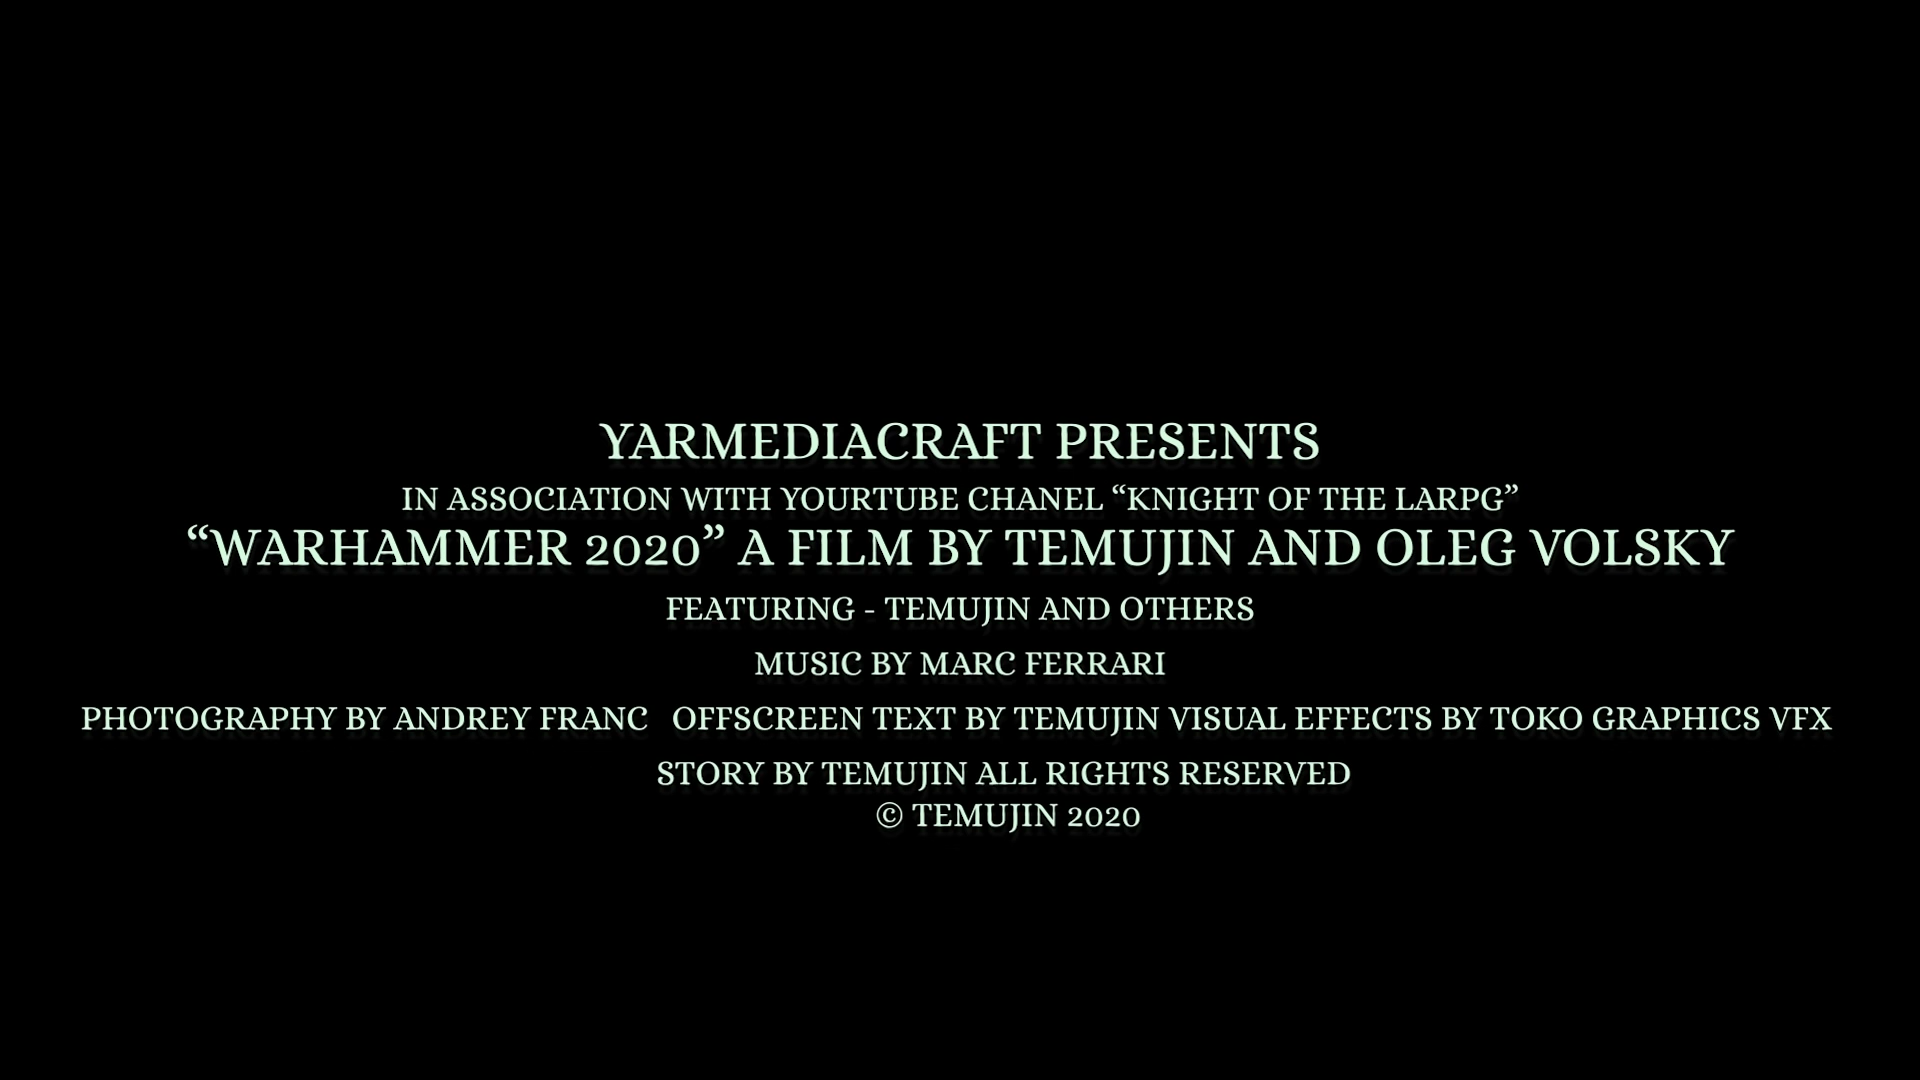 YARMEDIACRAFT PRESENTS
IN ASSOCIATION WITH YOURTUBE CHANEL “KNIGHT OF THE LARPG”
“WARHAMMER 2020” A FILM BY TEMUJIN AND OLEG VOLSKY
FEATURING - TEMUJIN AND OTHERS
MUSIC BY MARC FERRARI
PHOTOGRAPHY BY ANDREY FRANC   OFFSCREEN TEXT BY TEMUJIN VISUAL EFFECTS BY TOKO GRAPHICS VFX
STORY BY TEMUJIN ALL RIGHTS RESERVED
© TEMUJIN 2020